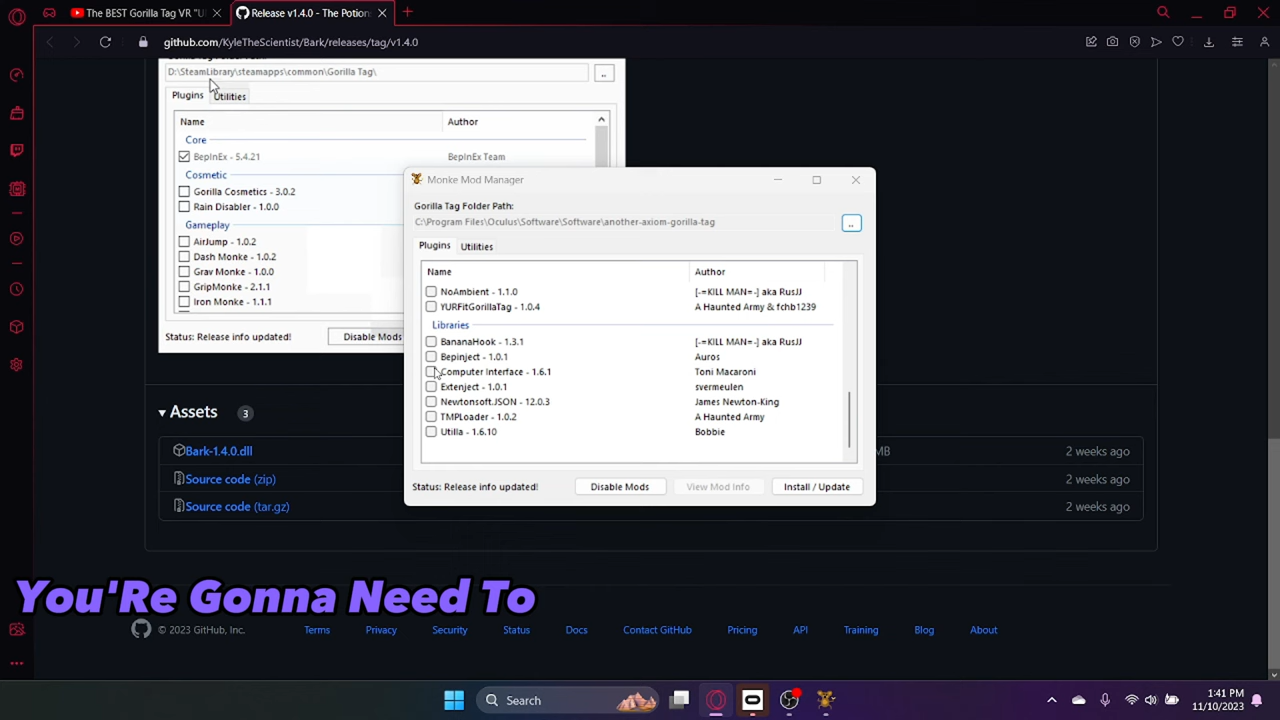 The BEST Gorilla Tag VR "Ul
Release v1.4.0 - The Potion
github.com/KyleTheScientist/Bark/releases/tag/v1.4.0
D:\SteamLibrary\steamapps\common\Gorilla Tag\
..
Plugins Utilities
Name Author
Core
BepInEx - 5.4.21 BepInEx Team
Cosmetic
Gorilla Cosmetics - 3.0.2
Rain Disabler - 1.0.0
Gameplay
AirJump - 1.0.2
Dash Monke - 1.0.2
Grav Monke - 1.0.0
GripMonke - 2.1.1
Iron Monke - 1.1.1
Status: Release info updated! Disable Mods
Monke Mod Manager
Gorilla Tag Folder Path:
C:\Program Files\Oculus\Software\Software\another-axiom-gorilla-tag
..
Plugins Utilities
Name Author
NoAmbient - 1.1.0 [-=KILL MAN=-] aka RusJJ
YURFitGorillaTag - 1.0.4 A Haunted Army & fchb1239
Libraries
BananaHook - 1.3.1 [-=KILL MAN=-] aka RusJJ
Bepinject - 1.0.1 Auros
Computer Interface - 1.6.1 Toni Macaroni
Extenject - 1.0.1 svermeulen
Newtonsoft.JSON - 12.0.3 James Newton-King
TMPLoader - 1.0.2 A Haunted Army
Utilla - 1.6.10 Bobbie
Status: Release info updated! Disable Mods View Mod Info Install / Update
Assets 3
Bark-1.4.0.dll MB 2 weeks ago
Source code (zip) 2 weeks ago
Source code (tar.gz) 2 weeks ago
You'Re Gonna Need To
© 2023 GitHub, Inc. Terms Privacy Security Status Docs Contact GitHub Pricing API Training Blog About
Search
1:41 PM
11/10/2023